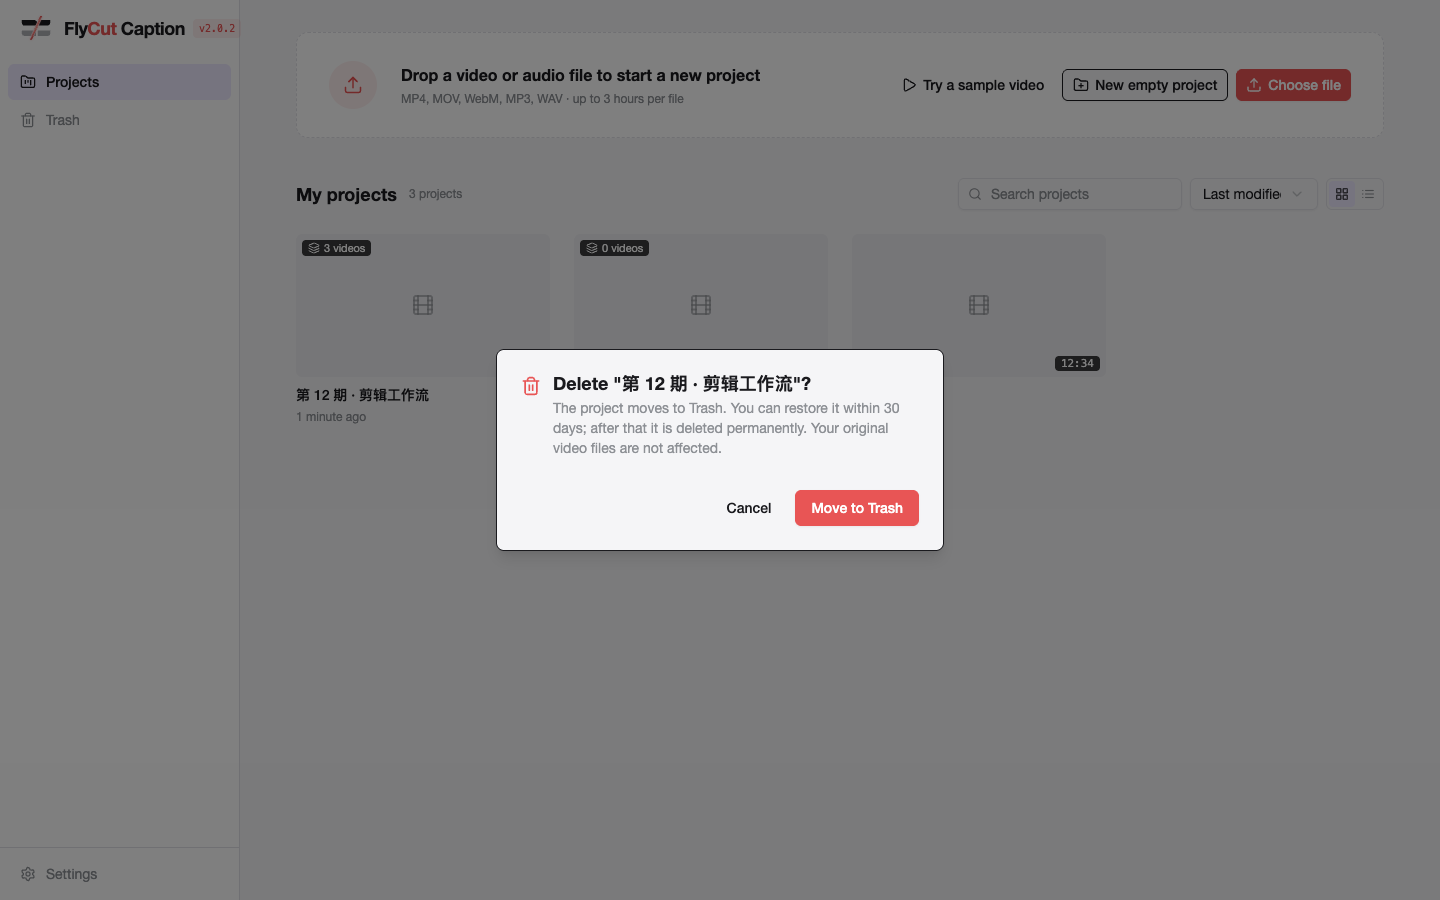 FlyCut Caption v2.0.2
Projects
Trash
Drop a video or audio file to start a new project
MP4, MOV, WebM, MP3, WAV · up to 3 hours per file
Try a sample video
New empty project
Choose file
My projects 3 projects
Search projects
Last modifie
3 videos
0 videos
12:34
第 12 期 · 剪辑工作流
1 minute ago
Delete "第 12 期 · 剪辑工作流"?
The project moves to Trash. You can restore it within 30
days; after that it is deleted permanently. Your original
video files are not affected.
Cancel
Move to Trash
Settings